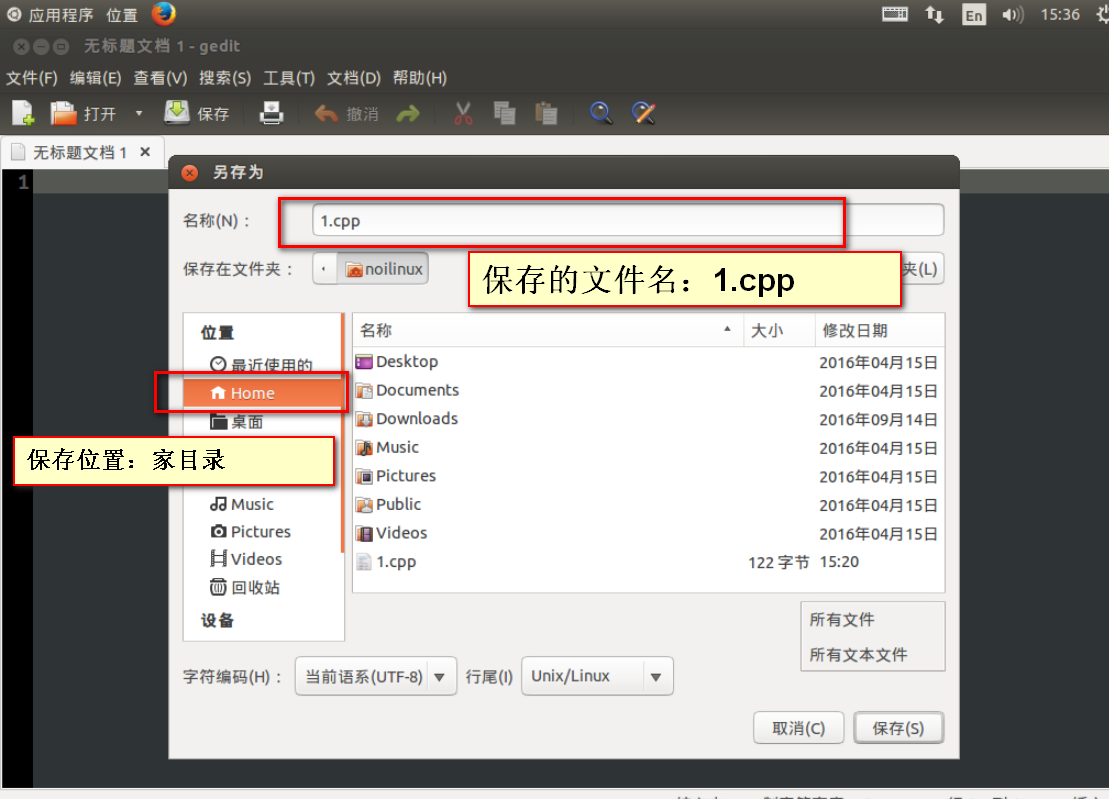 应用程序 位置 En 15:36
无标题文档 1 - gedit
文件(F) 编辑(E) 查看(V) 搜索(S) 工具(T) 文档(D) 帮助(H)
打开 保存 撤消
无标题文档 1
1
另存为
名称(N)：
1.cpp
保存在文件夹：
noilinux
夹(L)
保存的文件名：1.cpp
位置
最近使用的
Home
桌面
保存位置：家目录
Music
Pictures
Videos
回收站
设备
名称 大小 修改日期
Desktop 2016年04月15日
Documents 2016年04月15日
Downloads 2016年09月14日
Music 2016年04月15日
Pictures 2016年04月15日
Public 2016年04月15日
Videos 2016年04月15日
1.cpp 122 字节 15:20
所有文件
所有文本文件
字符编码(H)： 当前语系(UTF-8) 行尾(I) Unix/Linux
取消(C) 保存(S)